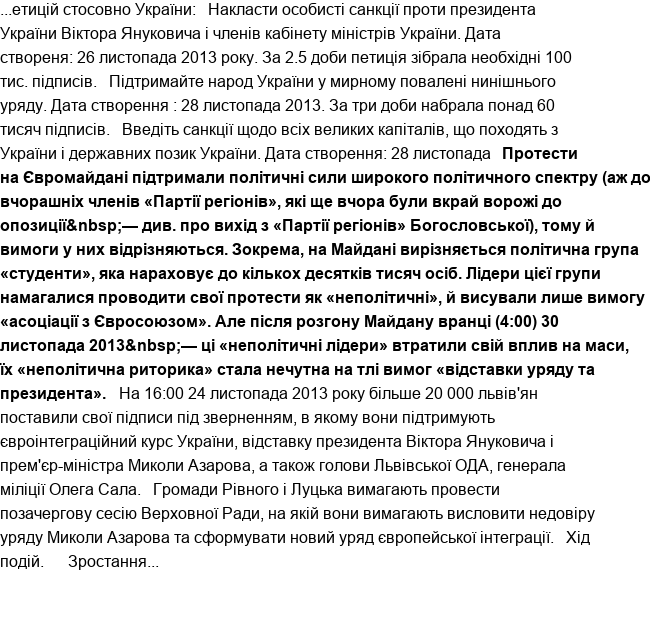 ...етицій стосовно України:   Накласти особисті санкції проти президента
України Віктора Януковича і членів кабінету міністрів України. Дата
створеня: 26 листопада 2013 року. За 2.5 доби петиція зібрала необхідні 100
тис. підписів.   Підтримайте народ України у мирному повалені нинішнього
уряду. Дата створення : 28 листопада 2013. За три доби набрала понад 60
тисяч підписів.   Введіть санкції щодо всіх великих капіталів, що походять з
України і державних позик України. Дата створення: 28 листопада   Протести
на Євромайдані підтримали політичні сили широкого політичного спектру (аж до
вчорашніх членів «Партії регіонів», які ще вчора були вкрай ворожі до
опозиції&nbsp;— див. про вихід з «Партії регіонів» Богословської), тому й
вимоги у них відрізняються. Зокрема, на Майдані вирізняється політична група
«студенти», яка нараховує до кількох десятків тисяч осіб. Лідери цієї групи
намагалися проводити свої протести як «неполітичні», й висували лише вимогу
«асоціації з Євросоюзом». Але після розгону Майдану вранці (4:00) 30
листопада 2013&nbsp;— ці «неполітичні лідери» втратили свій вплив на маси,
їх «неполітична риторика» стала нечутна на тлі вимог «відставки уряду та
президента».   На 16:00 24 листопада 2013 року більше 20 000 львів'ян
поставили свої підписи під зверненням, в якому вони підтримують
євроінтеграційний курс України, відставку президента Віктора Януковича і
прем'єр-міністра Миколи Азарова, а також голови Львівської ОДА, генерала
міліції Олега Сала.   Громади Рівного і Луцька вимагають провести
позачергову сесію Верховної Ради, на якій вони вимагають висловити недовіру
уряду Миколи Азарова та сформувати новий уряд європейської інтеграції.   Хід
подій.      Зростання...